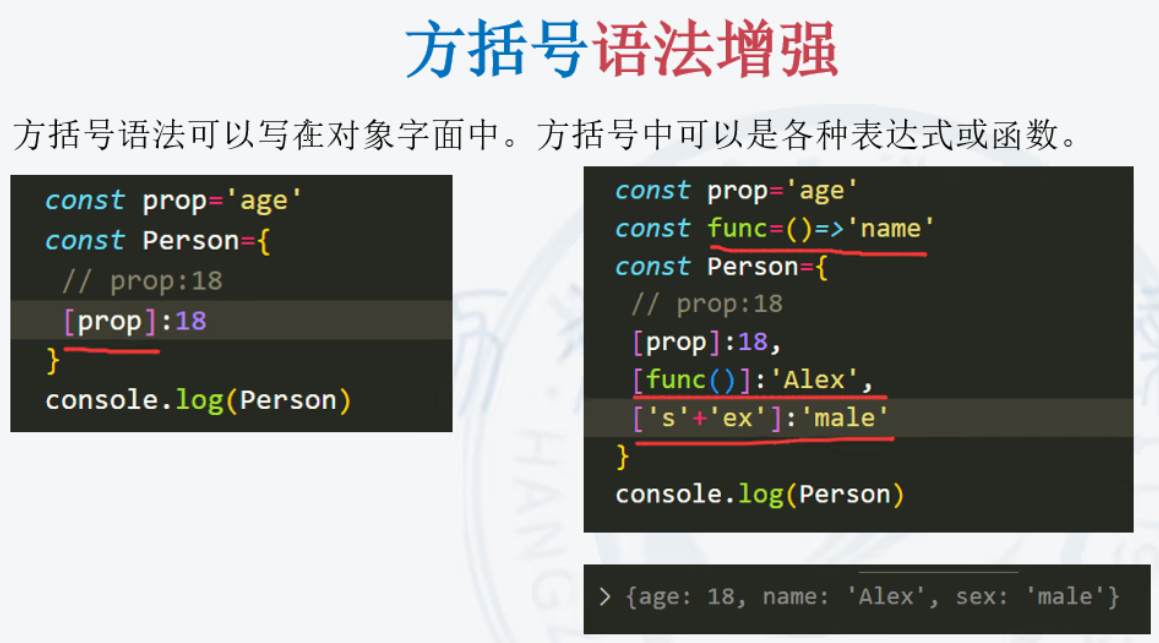 方括号语法增强
方括号语法可以写在对象字面中。方括号中可以是各种表达式或函数。
const prop='age'
const Person={
// prop:18
[prop]:18
}
console.log(Person)
const prop='age'
const func=()=>'name'
const Person={
// prop:18
[prop]:18,
[func()]:'Alex',
['s'+'ex']:'male'
}
console.log(Person)
> {age: 18, name: 'Alex', sex: 'male'}